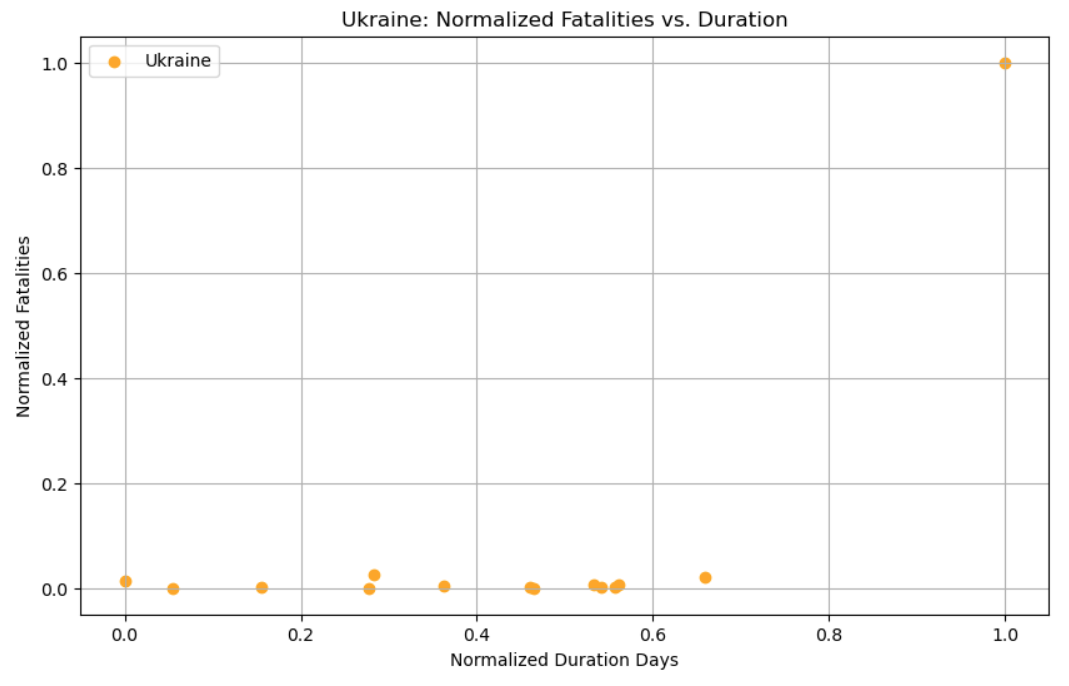 Ukraine: Normalized Fatalities vs. Duration
Ukraine
1.0
0.8
0.6
0.4
0.2
0.0
Normalized Fatalities
0.0 0.2 0.4 0.6 0.8 1.0
Normalized Duration Days